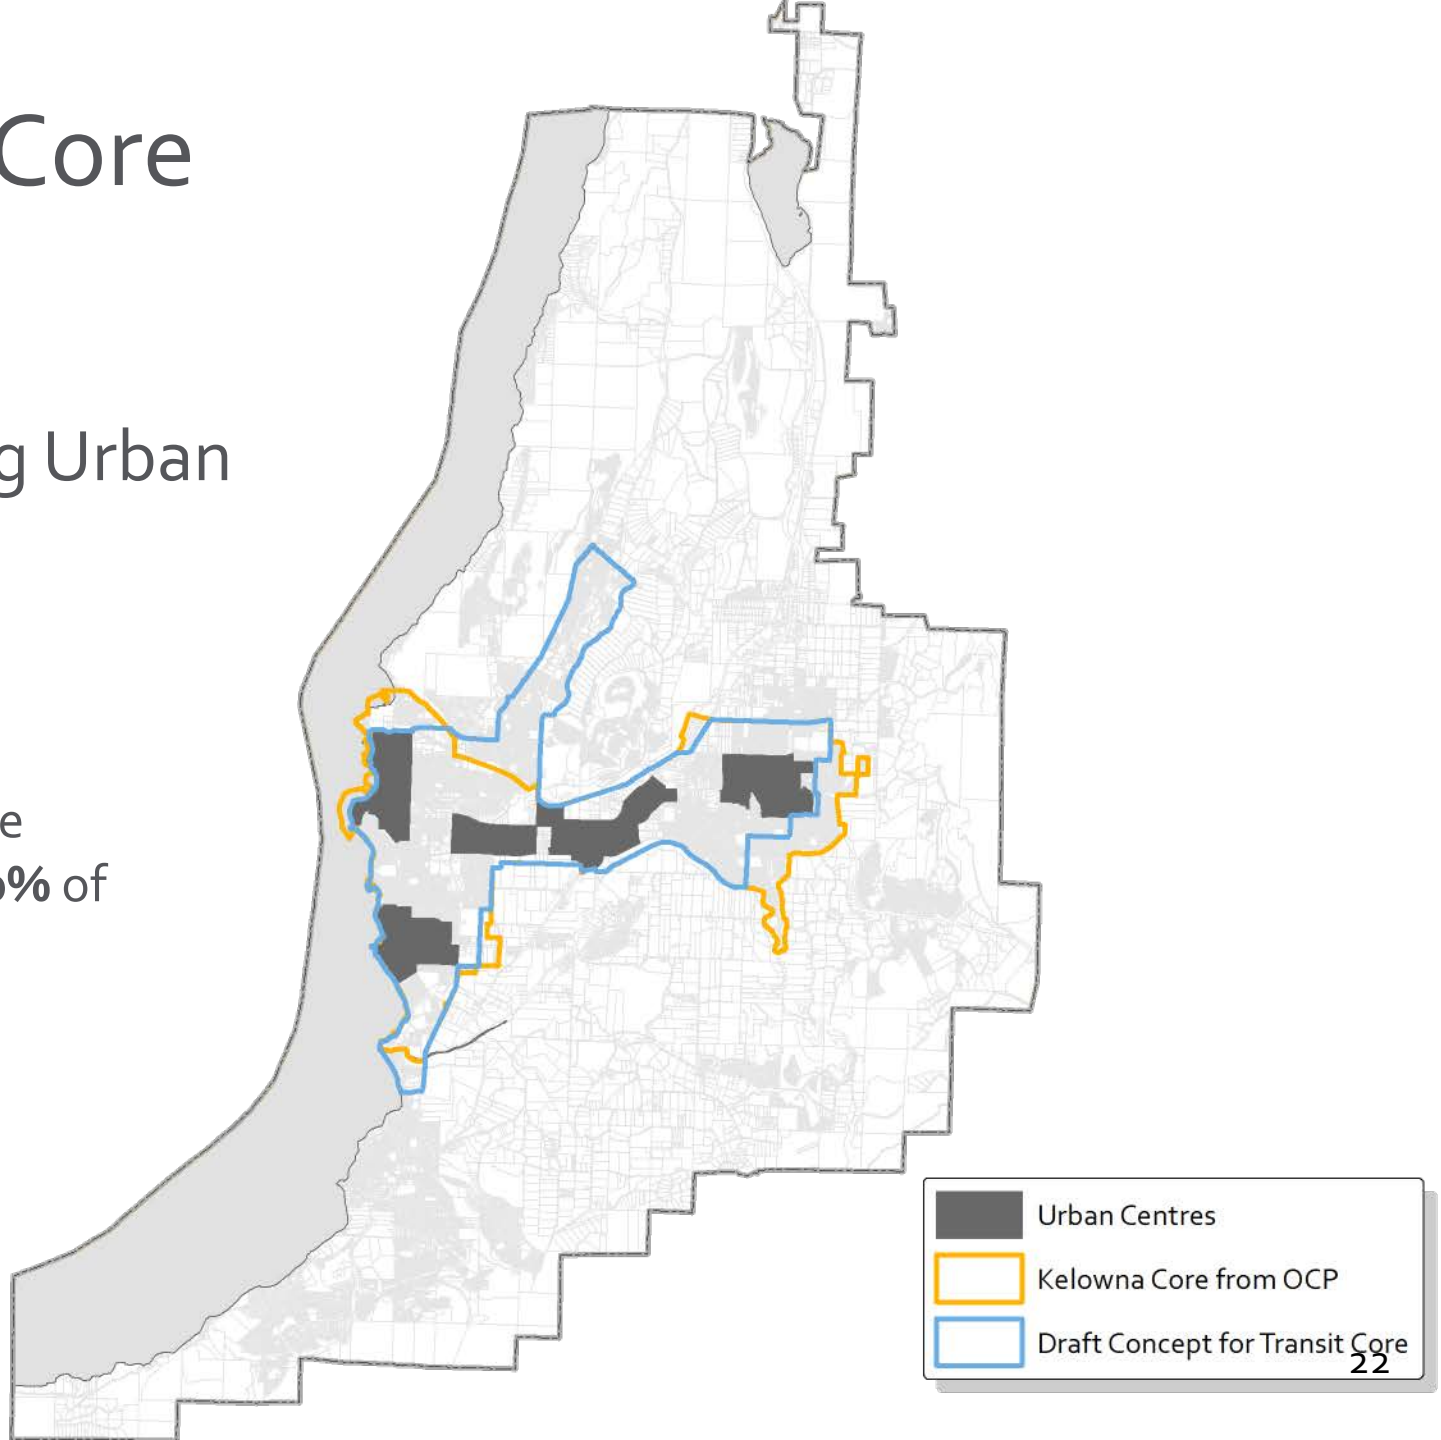 Core
g Urban
e
% of
Urban Centres
Kelowna Core from OCP
Draft Concept for Transit Core
22